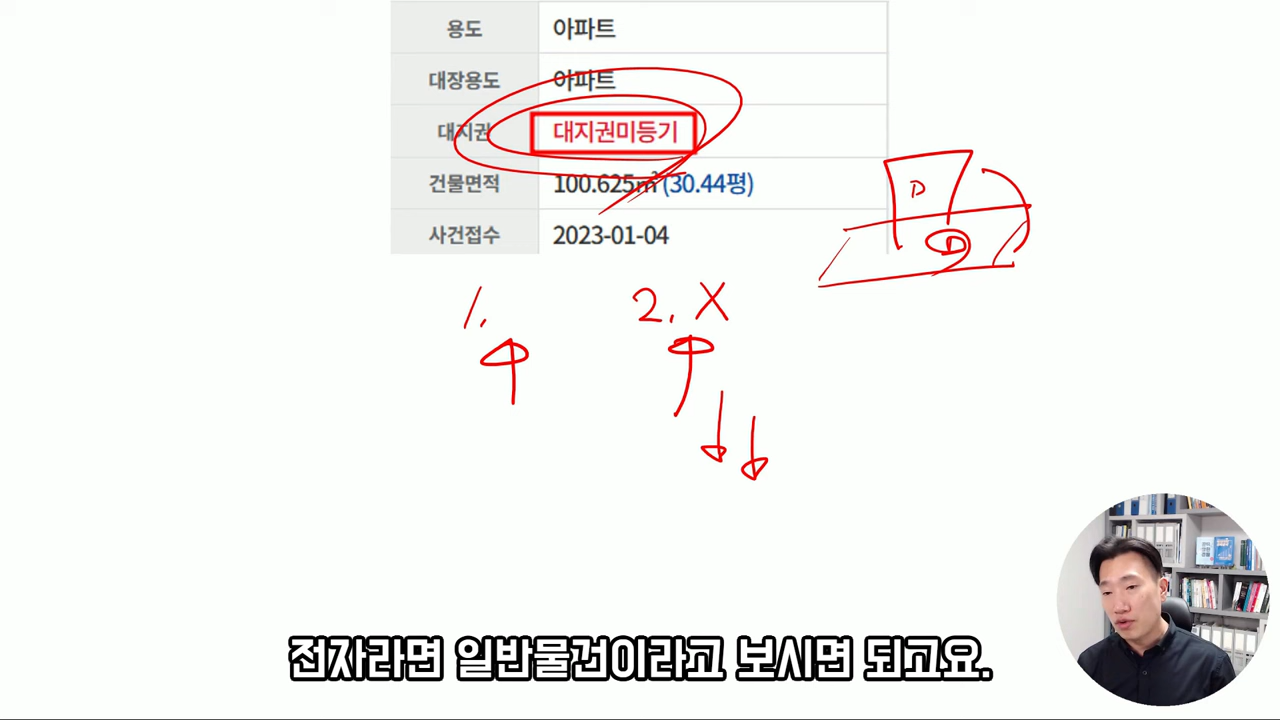 용도 아파트
대장용도 아파트
대지권 대지권미등기
건물면적 100.625㎡ (30.44평)
사건접수 2023-01-04
D
D
1. 2. X
전자라면 일반물건이라고 보시면 되고요.